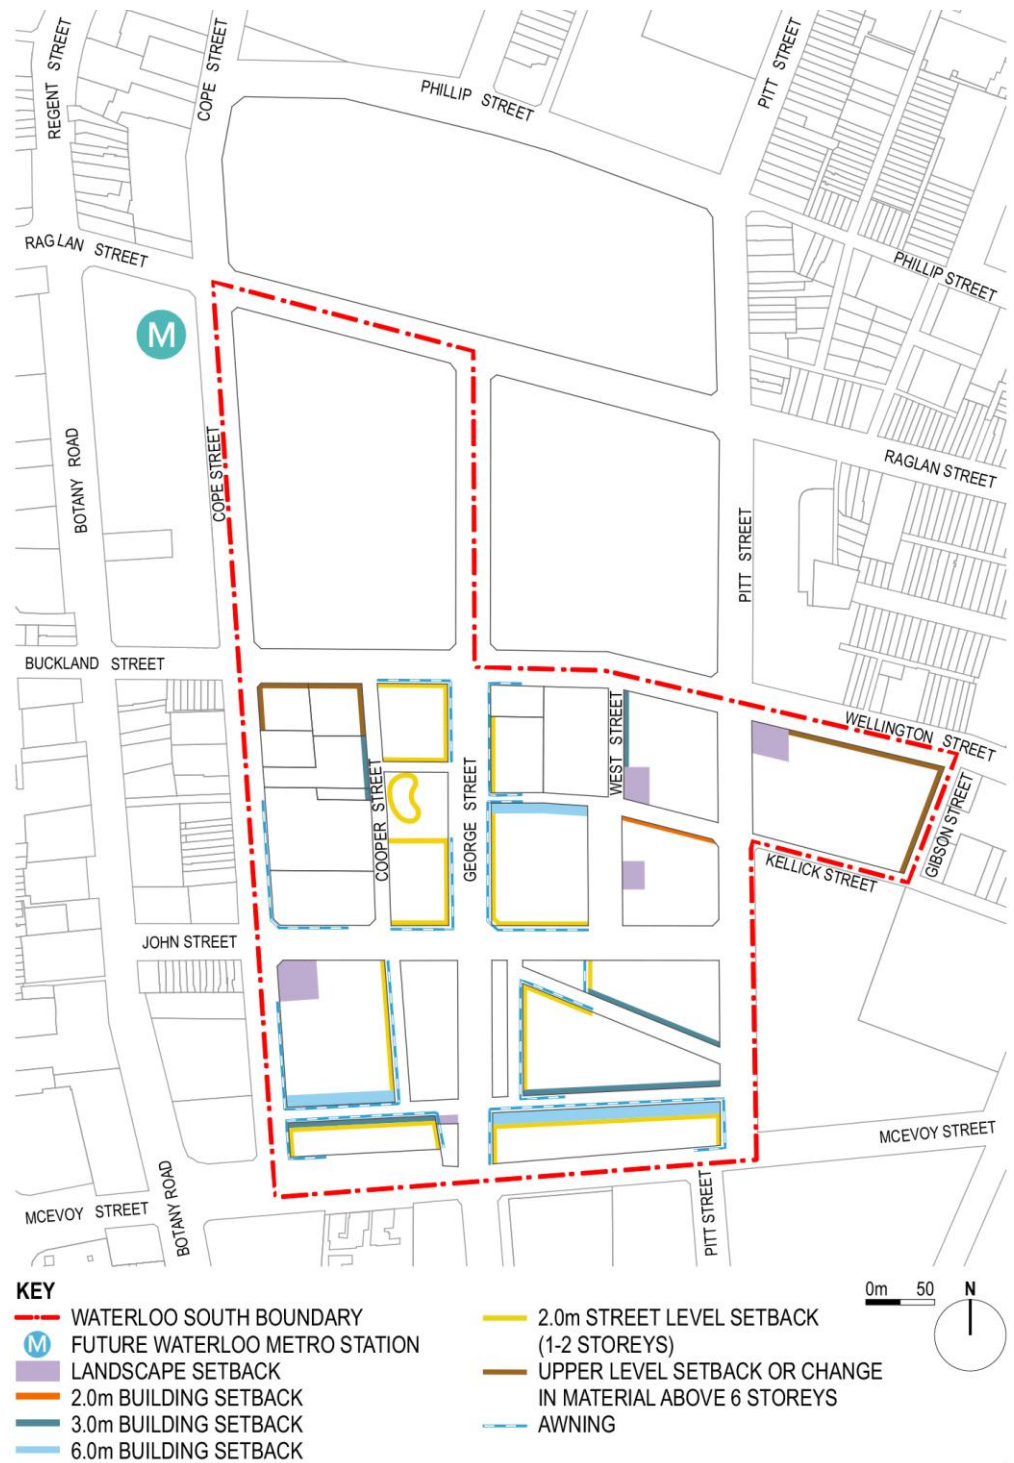 REGENT STREET
COPE STREET
PHILLIP STREET
PITT STREET
RAGLAN STREET
PHILLIP STREET
M
BOTANY ROAD
COPE STREET
PITT STREET
RAGLAN STREET
BUCKLAND STREET
WELLINGTON STREET
WEST STREET
COOPER STREET
GEORGE STREET
GIBSON STREET
KELLICK STREET
JOHN STREET
MCEVOY STREET
MCEVOY STREET
BOTANY ROAD
PITT STREET
KEY
WATERLOO SOUTH BOUNDARY
M FUTURE WATERLOO METRO STATION
LANDSCAPE SETBACK
2.0m BUILDING SETBACK
3.0m BUILDING SETBACK
6.0m BUILDING SETBACK
2.0m STREET LEVEL SETBACK
(1-2 STOREYS)
UPPER LEVEL SETBACK OR CHANGE
IN MATERIAL ABOVE 6 STOREYS
AWNING
0m 50
N